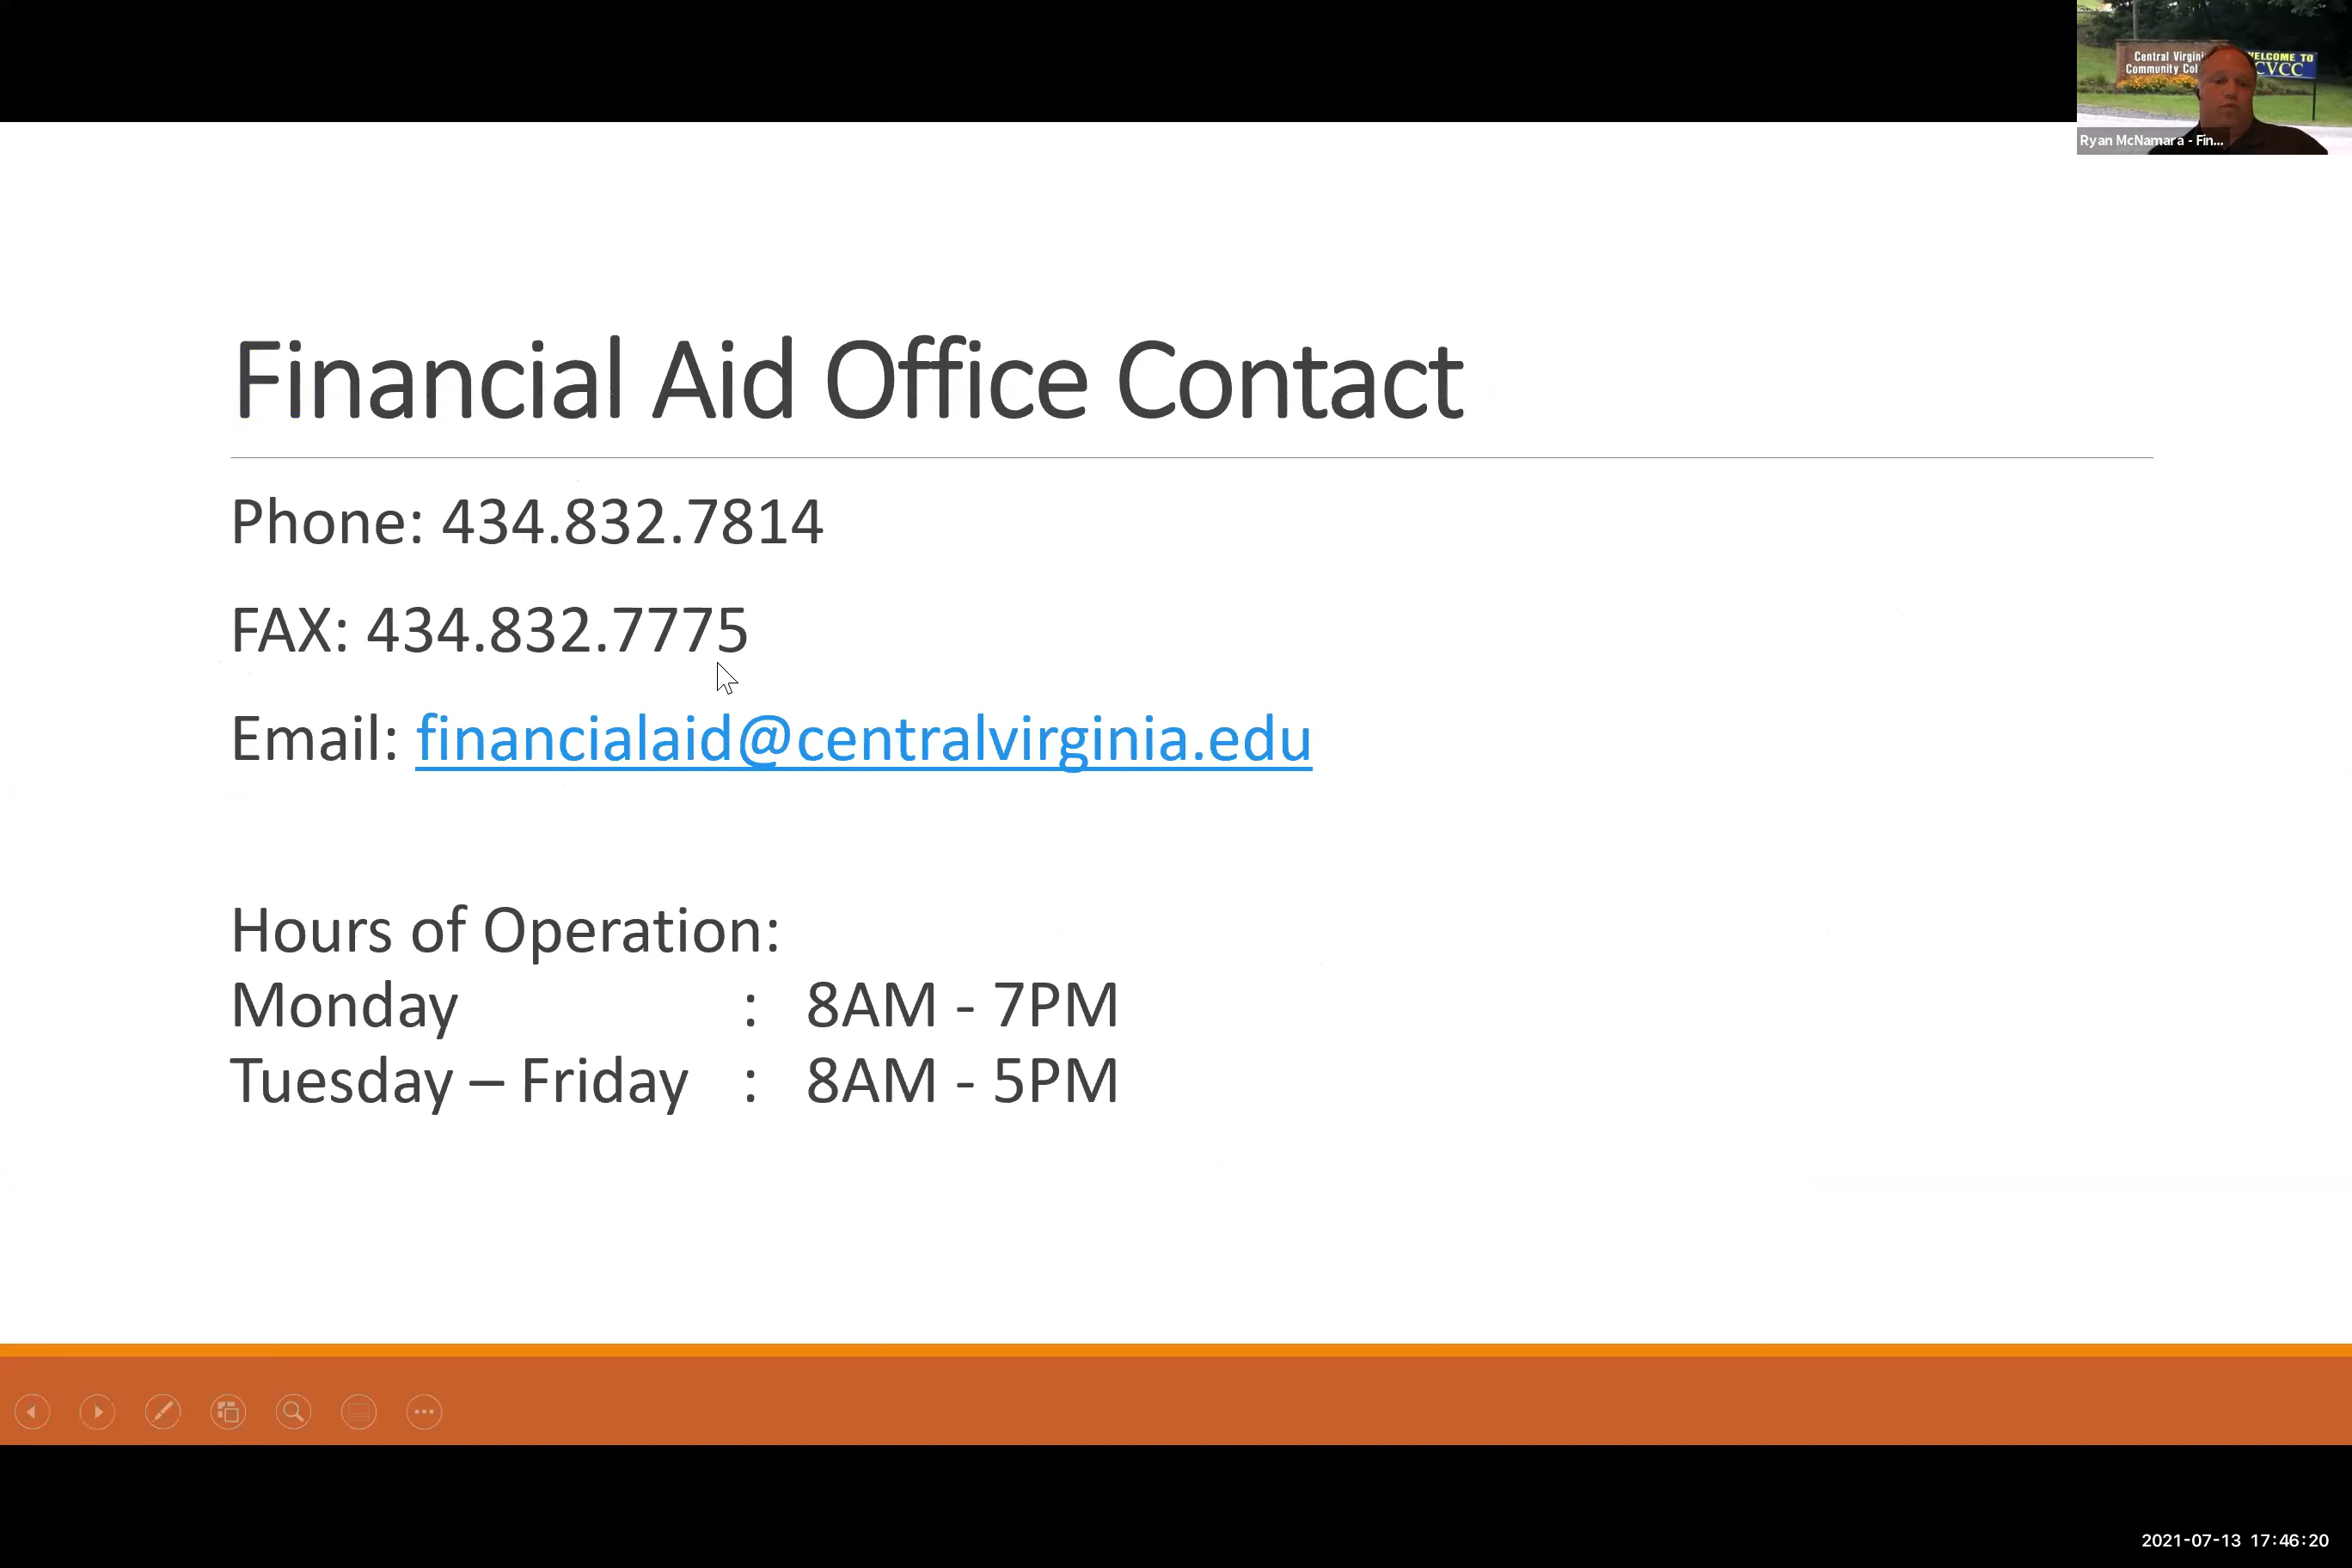 Central Virgin
Community Col
WELCOME TO
CVCC
Ryan McNamara - Fin...
Financial Aid Office Contact
Phone: 434.832.7814
FAX: 434.832.7775
Email: financialaid@centralvirginia.edu
Hours of Operation:
Monday : 8AM - 7PM
Tuesday – Friday : 8AM - 5PM
2021-07-13 17:46:20